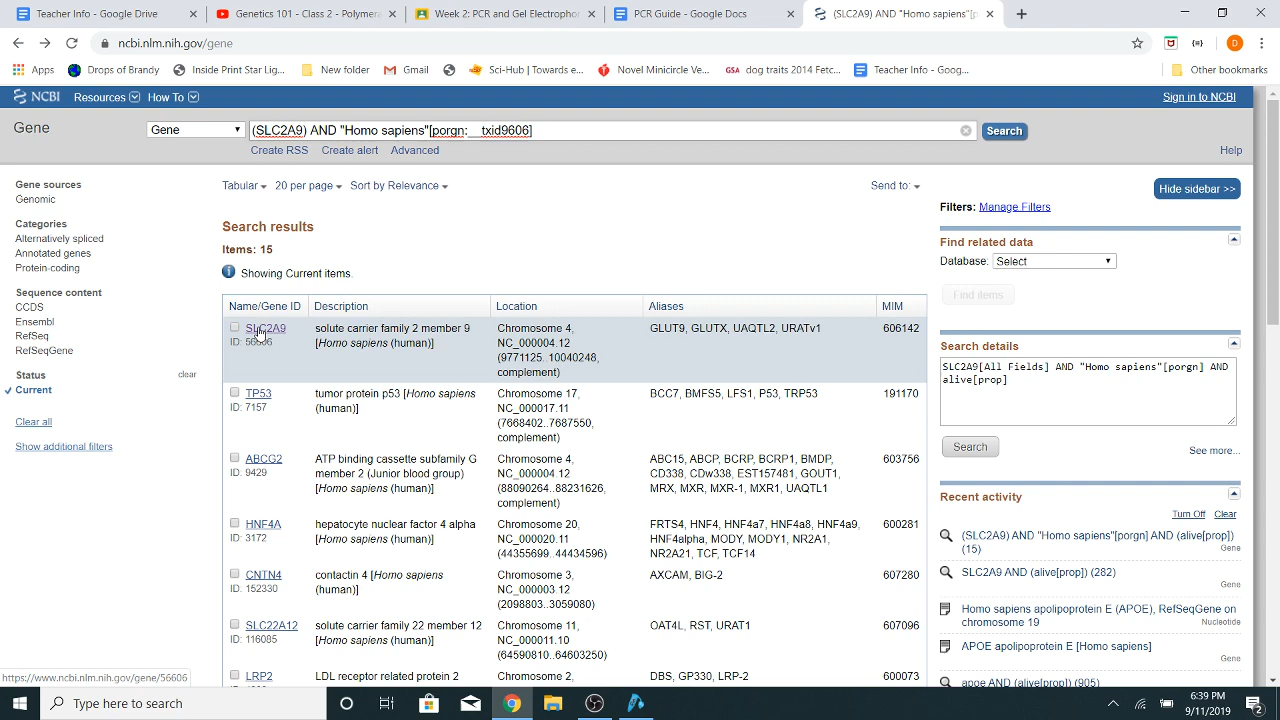 Teacher Info - Google Drive
Genetics 101 - Class 2 - Polymera
Week 2: PCR and Gel Electrophor
PCR Guide - Google Docs
(SLC2A9) AND "Homo sapiens"[p
ncbi.nlm.nih.gov/gene
D
Apps
Drops of Brandy
Inside Print Star Lig...
New folder
Gmail
Sci-Hub | Towards e...
Novel Minicircle Ve...
GSA dog traits 2014 Fetc...
Teacher Info - Goog...
Other bookmarks
NCBI Resources How To
Sign in to NCBI
Gene
Gene
(SLC2A9) AND "Homo sapiens"[porgn:__txid9606]
Search
Create RSS Create alert Advanced
Help
Gene sources
Genomic
Categories
Alternatively spliced
Annotated genes
Protein-coding
Sequence content
CCDS
Ensembl
RefSeq
RefSeqGene
Status clear
Current
Clear all
Show additional filters
Tabular 20 per page Sort by Relevance
Send to:
Search results
Items: 15
Showing Current items.
Name/Gene ID Description Location Aliases MIM
SLC2A9 solute carrier family 2 member 9 Chromosome 4, GLUT9, GLUTX, UAQTL2, URATv1 606142
ID: 56606 [Homo sapiens (human)] NC_000004.12
(9771125..10040248,
complement)
TP53 tumor protein p53 [Homo sapiens Chromosome 17, BCC7, BMFS5, LFS1, P53, TRP53 191170
ID: 7157 (human)] NC_000017.11
(7668402..7687550,
complement)
ABCG2 ATP binding cassette subfamily G Chromosome 4, ABC15, ABCP, BCRP, BCRP1, BMDP, 603756
ID: 9429 member 2 (Junior blood group) NC_000004.12 CD338, CDw338, EST157481, GOUT1,
[Homo sapiens (human)] (88090264..88231626, MRX, MXR, MXR-1, MXR1, UAQTL1
complement)
HNF4A hepatocyte nuclear factor 4 alpha Chromosome 20, FRTS4, HNF4, HNF4a7, HNF4a8, HNF4a9, 600281
ID: 3172 [Homo sapiens (human)] NC_000020.11 HNF4alpha, MODY, MODY1, NR2A1,
(44355699..44434596) NR2A21, TCF, TCF14
CNTN4 contactin 4 [Homo sapiens Chromosome 3, AXCAM, BIG-2 607280
ID: 152330 (human)] NC_000003.12
(2098803..3059080)
SLC22A12 solute carrier family 22 member 12 Chromosome 11, OAT4L, RST, URAT1 607096
ID: 116085 [Homo sapiens (human)] NC_000011.10
(64590810..64603250)
LRP2 LDL receptor related protein 2 Chromosome 2, DBS, GP330, LRP-2 600073
Hide sidebar >>
Filters: Manage Filters
Find related data
Database: Select
Find items
Search details
SLC2A9[All Fields] AND "Homo sapiens"[porgn] AND
alive[prop]
Search
See more...
Recent activity
Turn Off Clear
(SLC2A9) AND "Homo sapiens"[porgn] AND (alive[prop])
(15)
Gene
SLC2A9 AND (alive[prop]) (282)
Gene
Homo sapiens apolipoprotein E (APOE), RefSeqGene on
chromosome 19
Nucleotide
APOE apolipoprotein E [Homo sapiens]
Gene
apoe AND (alive[prop]) (905)
https://www.ncbi.nlm.nih.gov/gene/56606
Type here to search
6:39 PM
9/11/2019
2